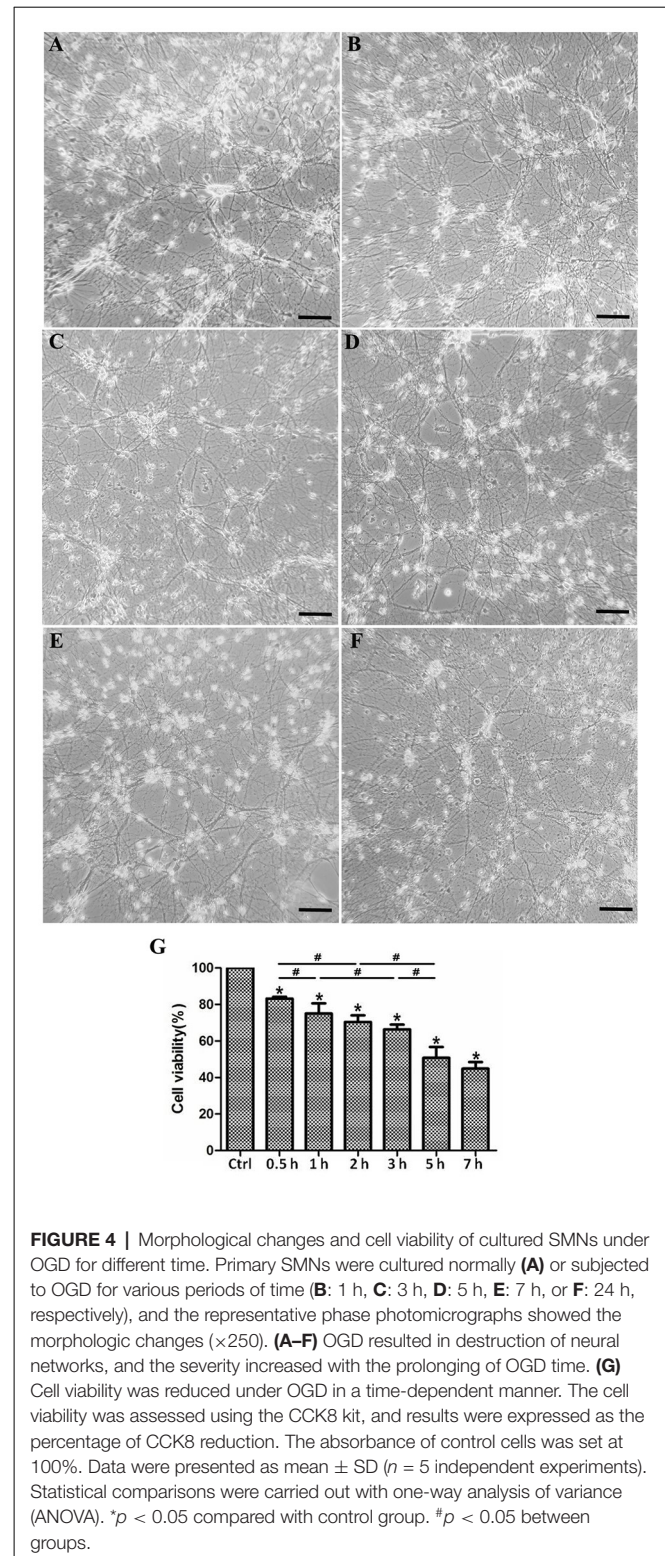 A
B
C
D
E
F
G
# #
# # #
Cell viability(%)
100
80
60
40
20
0
* * * * * *
Ctrl 0.5 h 1 h 2 h 3 h 5 h 7 h
FIGURE 4 | Morphological changes and cell viability of cultured SMNs under
OGD for different time. Primary SMNs were cultured normally (A) or subjected
to OGD for various periods of time (B: 1 h, C: 3 h, D: 5 h, E: 7 h, or F: 24 h,
respectively), and the representative phase photomicrographs showed the
morphologic changes (×250). (A–F) OGD resulted in destruction of neural
networks, and the severity increased with the prolonging of OGD time. (G)
Cell viability was reduced under OGD in a time-dependent manner. The cell
viability was assessed using the CCK8 kit, and results were expressed as the
percentage of CCK8 reduction. The absorbance of control cells was set at
100%. Data were presented as mean ± SD (n = 5 independent experiments).
Statistical comparisons were carried out with one-way analysis of variance
(ANOVA). *p < 0.05 compared with control group. #p < 0.05 between
groups.